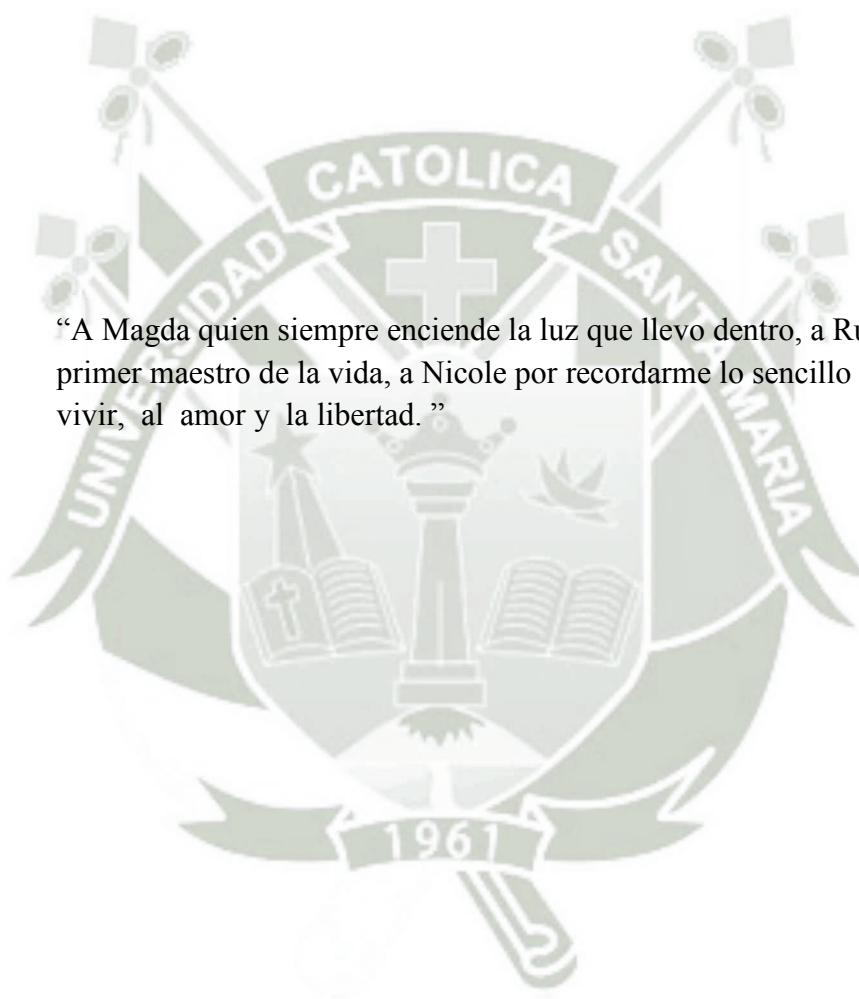 CATOLICA
UNIVERSIDAD
SANTA MARIA
“A Magda quien siempre enciende la luz que llevo dentro, a
primer maestro de la vida, a Nicole por recordarme lo sencillo
vivir, al amor y la libertad. ”
1961